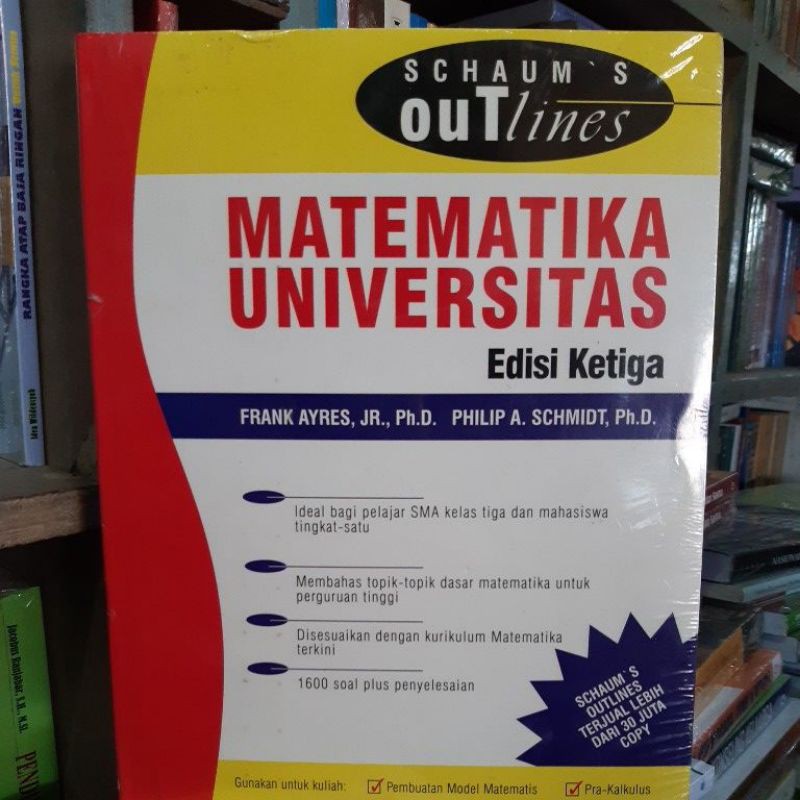 SCHAUM`S
ouTlines
MATEMATIKA
UNIVERSITAS
Edisi Ketiga
FRANK AYRES, JR., Ph.D. PHILIP A. SCHMIDT, Ph.D.
Ideal bagi pelajar SMA kelas tiga dan mahasiswa
tingkat-satu
Membahas topik-topik dasar matematika untuk
perguruan tinggi
Disesuaikan dengan kurikulum Matematika
terkini
1600 soal plus penyelesaian
SCHAUM`S
OUTLINES
TERJUAL LEBIH
DARI 30 JUTA
COPY
Gunakan untuk kuliah: Pembuatan Model Matematis Pra-Kalkulus
RANGKA ATAP BAJA RINGAN